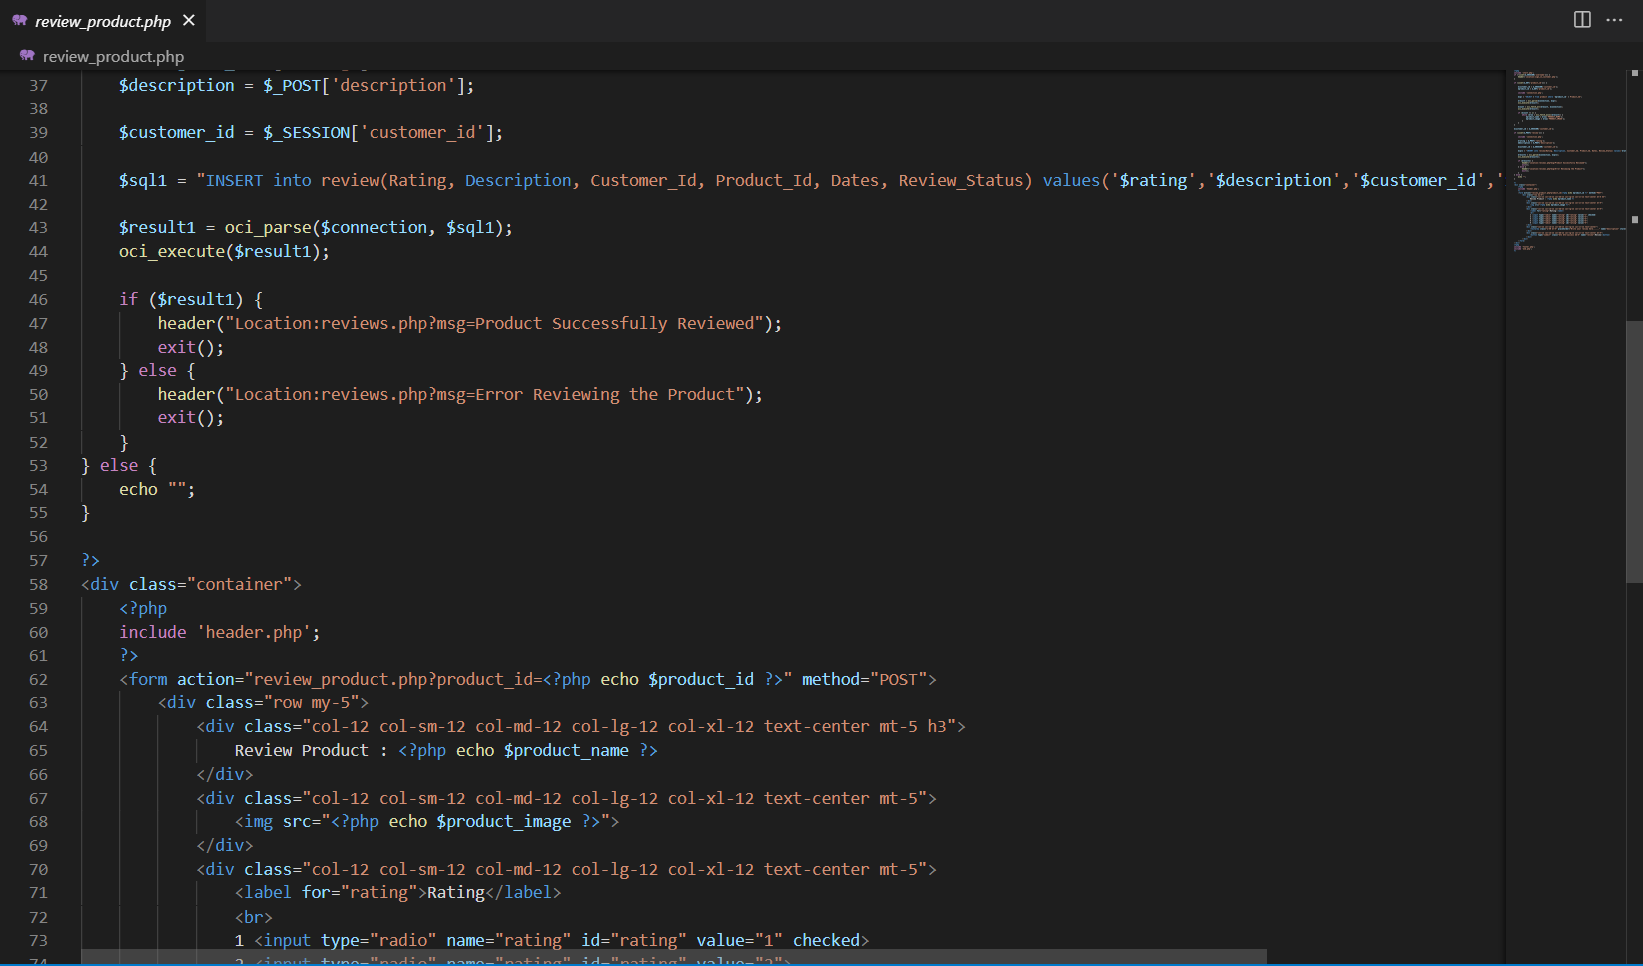 review_product.php
review_product.php
37 $description = $_POST['description'];
38
39 $customer_id = $_SESSION['customer_id'];
40
41 $sql1 = "INSERT into review(Rating, Description, Customer_Id, Product_Id, Dates, Review_Status) values('$rating','$description','$customer_id','
42
43 $result1 = oci_parse($connection, $sql1);
44 oci_execute($result1);
45
46 if ($result1) {
47 header("Location:reviews.php?msg=Product Successfully Reviewed");
48 exit();
49 } else {
50 header("Location:reviews.php?msg=Error Reviewing the Product");
51 exit();
52 }
53 } else {
54 echo "";
55 }
56
57 ?>
58 <div class="container">
59 <?php
60 include 'header.php';
61 ?>
62 <form action="review_product.php?product_id=<?php echo $product_id ?>" method="POST">
63 <div class="row my-5">
64 <div class="col-12 col-sm-12 col-md-12 col-lg-12 col-xl-12 text-center mt-5 h3">
65 Review Product : <?php echo $product_name ?>
66 </div>
67 <div class="col-12 col-sm-12 col-md-12 col-lg-12 col-xl-12 text-center mt-5">
68 <img src="<?php echo $product_image ?>">
69 </div>
70 <div class="col-12 col-sm-12 col-md-12 col-lg-12 col-xl-12 text-center mt-5">
71 <label for="rating">Rating</label>
72 <br>
73 1 <input type="radio" name="rating" id="rating" value="1" checked>
74 2 <input type="radio" name="rating" id="rating" value="2">